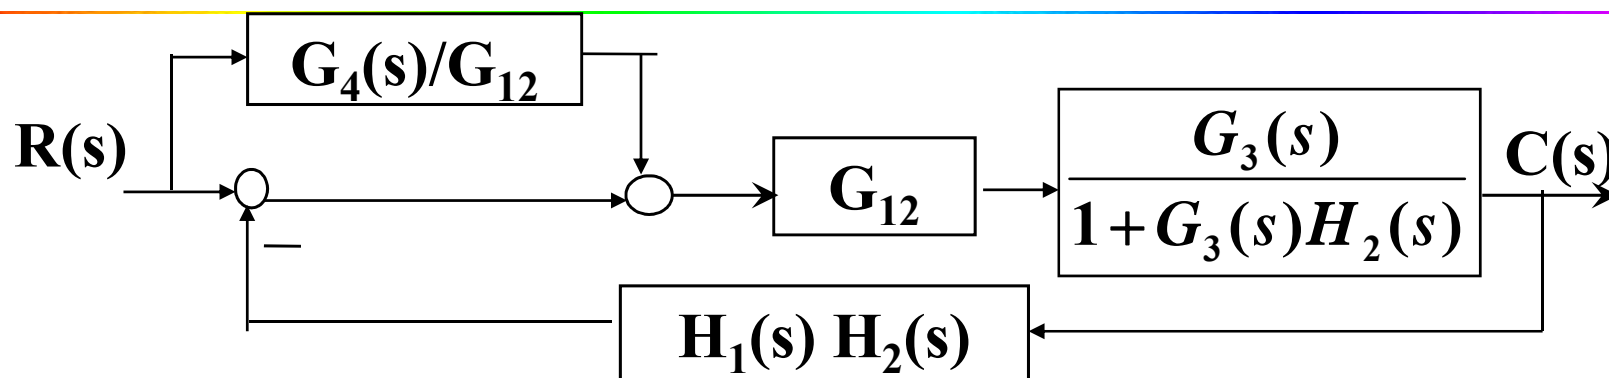 G₄(s)/G₁₂
R(s)
G₁₂
G₃(s)
1+G₃(s)H₂(s)
C(s)
–
H₁(s) H₂(s)